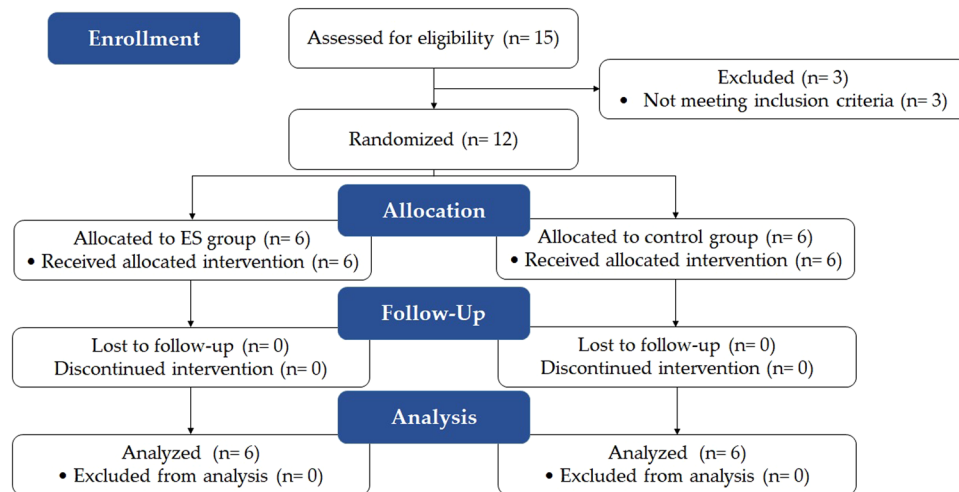 Enrollment
Assessed for eligibility (n= 15)
Excluded (n= 3)
• Not meeting inclusion criteria (n= 3)
Randomized (n= 12)
Allocation
Allocated to ES group (n= 6)
• Received allocated intervention (n= 6)
Allocated to control group (n= 6)
• Received allocated intervention (n= 6)
Follow-Up
Lost to follow-up (n= 0)
Discontinued intervention (n= 0)
Lost to follow-up (n= 0)
Discontinued intervention (n= 0)
Analysis
Analyzed (n= 6)
• Excluded from analysis (n= 0)
Analyzed (n= 6)
• Excluded from analysis (n= 0)